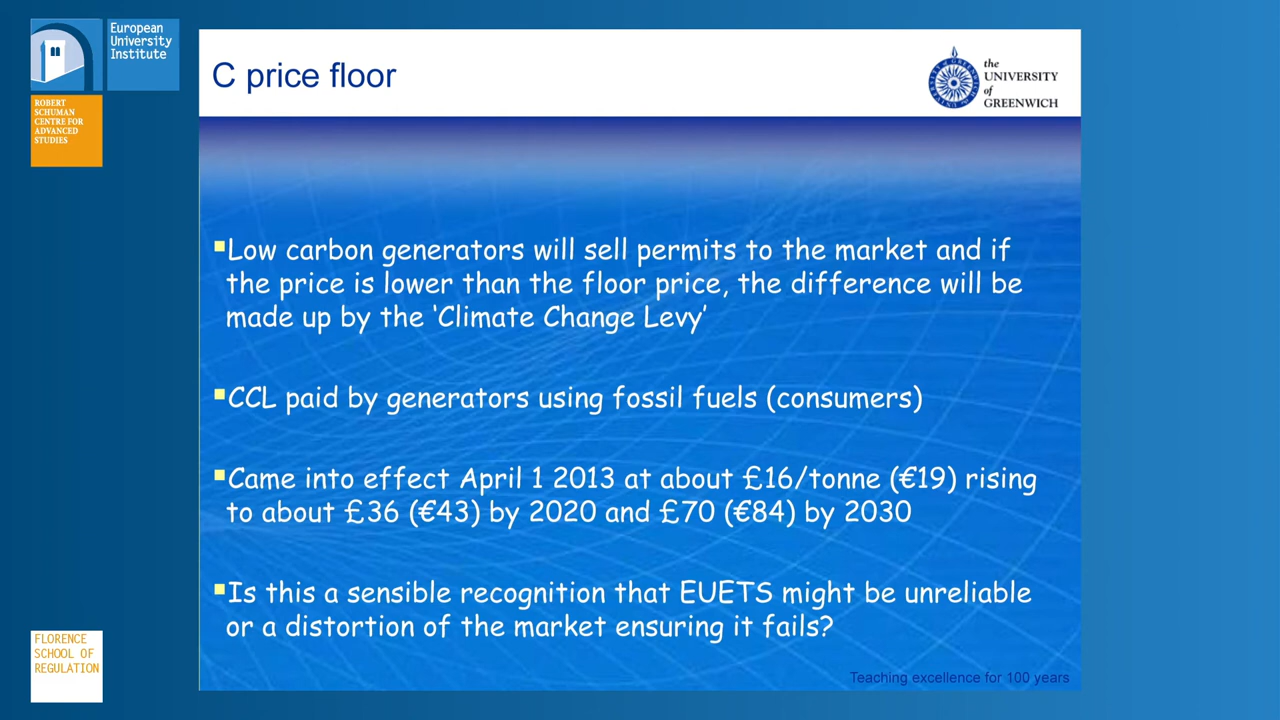 European
University
Institute
ROBERT
SCHUMAN
CENTRE FOR
ADVANCED
STUDIES
C price floor
the
UNIVERSITY
of
GREENWICH
Low carbon generators will sell permits to the market and if
the price is lower than the floor price, the difference will be
made up by the ‘Climate Change Levy’
CCL paid by generators using fossil fuels (consumers)
Came into effect April 1 2013 at about £16/tonne (€19) rising
to about £36 (€43) by 2020 and £70 (€84) by 2030
Is this a sensible recognition that EUETS might be unreliable
or a distortion of the market ensuring it fails?
Teaching excellence for 100 years
FLORENCE
SCHOOL OF
REGULATION